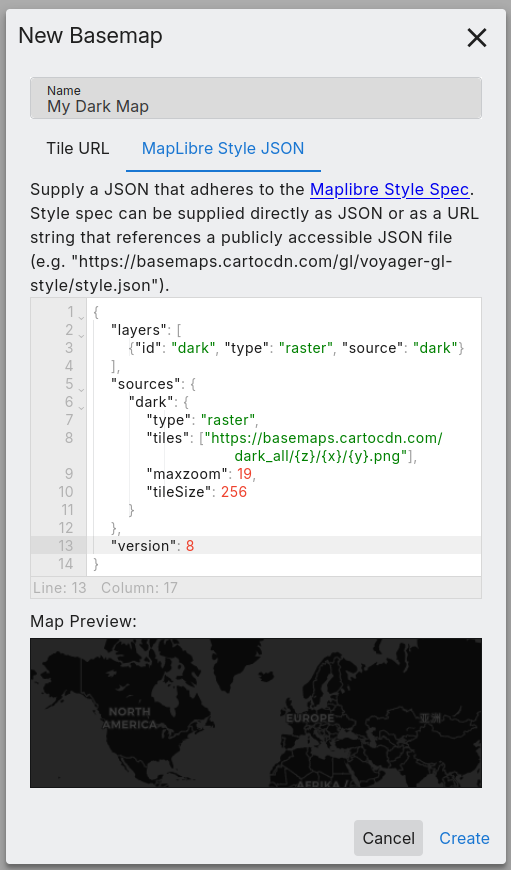 New Basemap
Name
My Dark Map
Tile URL MapLibre Style JSON
Supply a JSON that adheres to the Maplibre Style Spec.
Style spec can be supplied directly as JSON or as a URL
string that references a publicly accessible JSON file
(e.g. "https://basemaps.cartocdn.com/gl/voyager-gl-
style/style.json").
1 {
2 "layers": [
3 {"id": "dark", "type": "raster", "source": "dark"}
4 ],
5 "sources": {
6 "dark": {
7 "type": "raster",
8 "tiles": ["https://basemaps.cartocdn.com/
dark_all/{z}/{x}/{y}.png"],
9 "maxzoom": 19,
10 "tileSize": 256
11 }
12 },
13 "version": 8
14 }
Line: 13 Column: 17
Map Preview:
NORTH
AMERICA
EUROPE
亚洲
AFRIKA /
Cancel Create